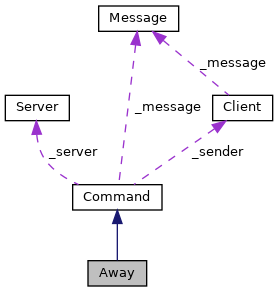 Message
_message
Server
Client
_message
_server
_sender
Command
Away